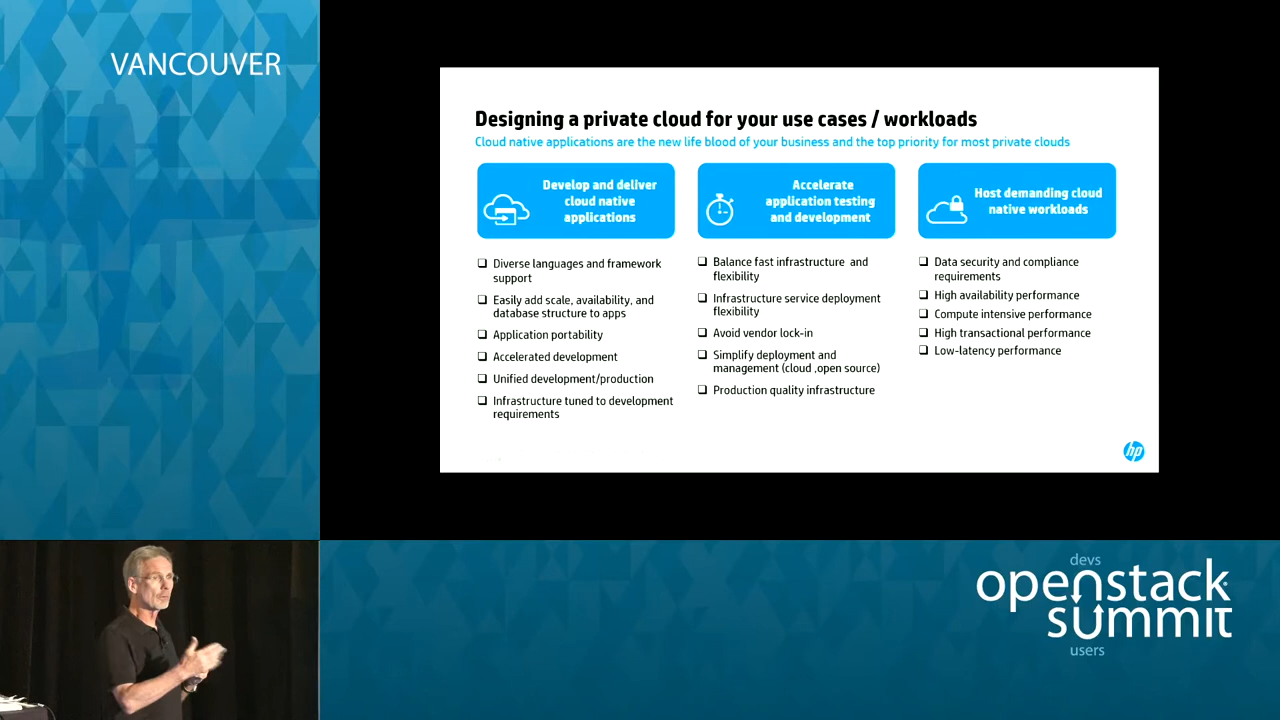 VANCOUVER
Designing a private cloud for your use cases / workloads
Cloud native applications are the new life blood of your business and the top priority for most private clouds
Develop and deliver
cloud native
applications
Diverse languages and framework
support
Easily add scale, availability, and
database structure to apps
Application portability
Accelerated development
Unified development/production
Infrastructure tuned to development
requirements
Accelerate
application testing
and development
Balance fast infrastructure and
flexibility
Infrastructure service deployment
flexibility
Avoid vendor lock-in
Simplify deployment and
management (cloud ,open source)
Production quality infrastructure
Host demanding cloud
native workloads
Data security and compliance
requirements
High availability performance
Compute intensive performance
High transactional performance
Low-latency performance
hp
devs
openstack
summit
users